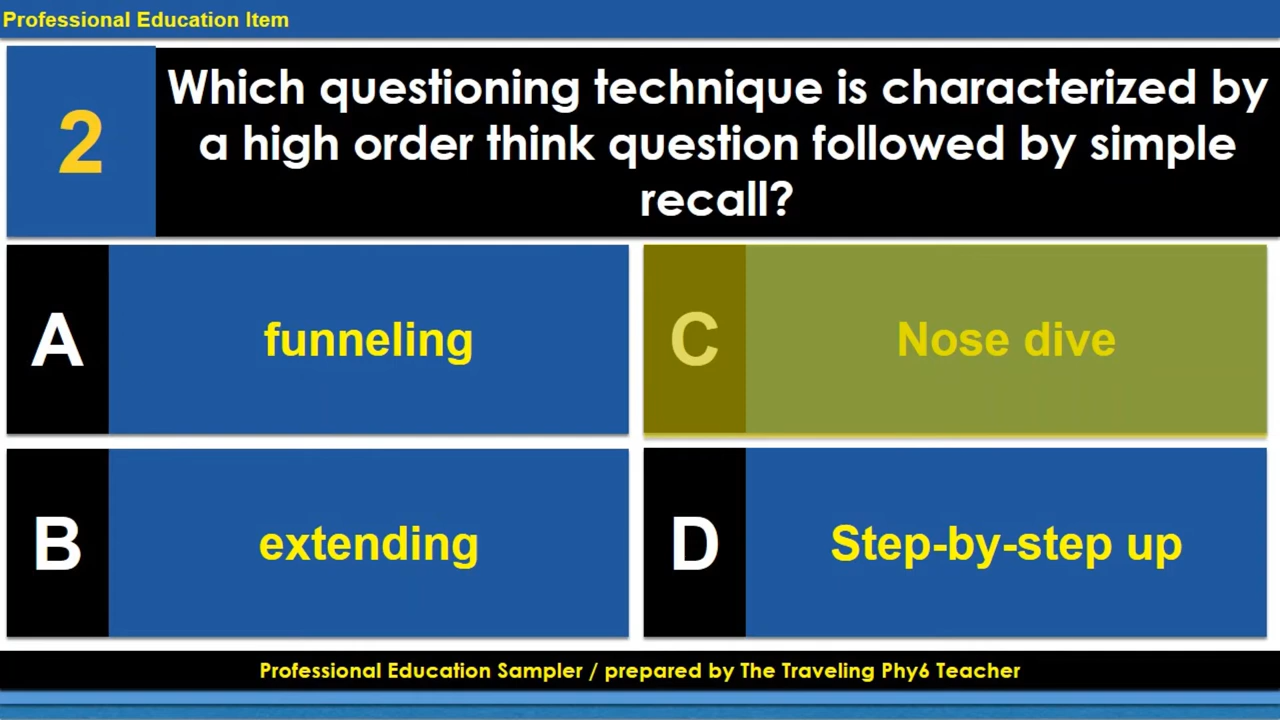 Professional Education Item
2
Which questioning technique is characterized by
a high order think question followed by simple
recall?
A
funneling
C
Nose dive
B
extending
D
Step-by-step up
Professional Education Sampler / prepared by The Traveling Phy6 Teacher